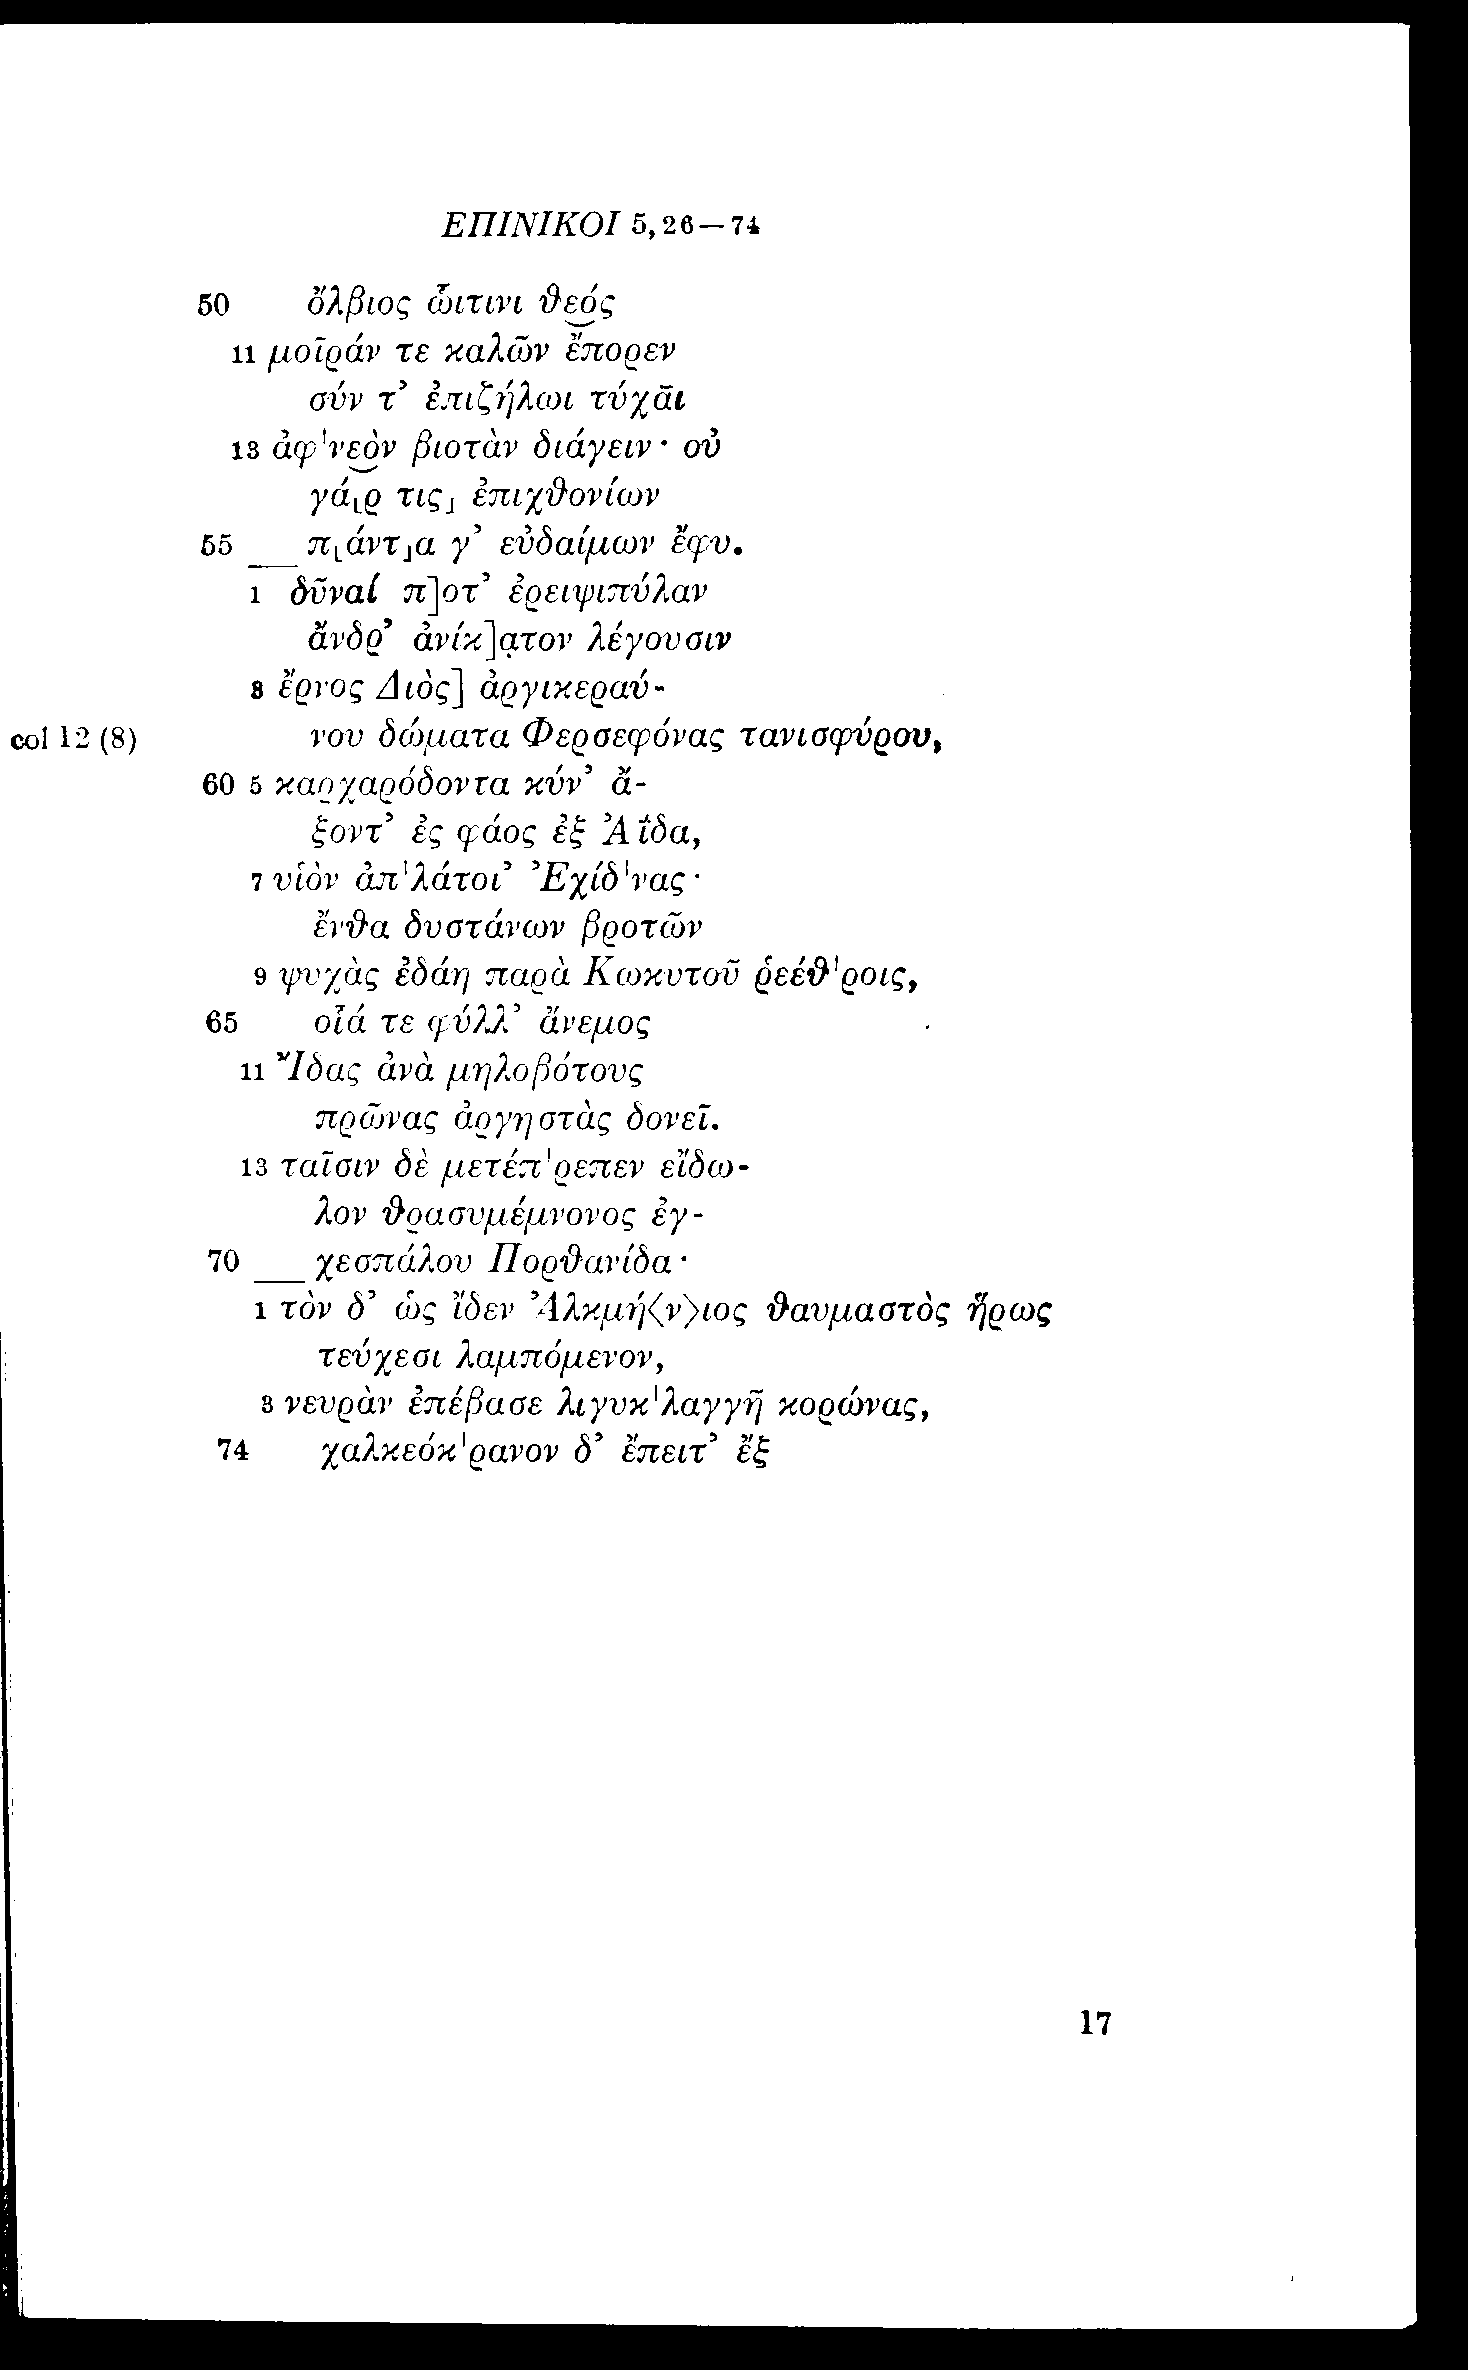 ΕΠΙΝΙΚΟΙ 5,26—74
50 ὄλβιος ᾧιτινι θεός
11 μοῖράν τε καλῶν ἔπορεν
σύν τ’ ἐπιζήλωι τύχᾱι
13 ἀφ'νεὸν βιοτὰν διάγειν· οὐ
γά⸤ρ τις⸥ ἐπιχθονίων
55 π⸤άντ⸥α γ’ εὐδαίμων ἔφυ.
1 δῦναί π]οτ’ ἐρειψιπύλαν
ἄνδρ’ ἀνίκ]α̣τον λέγουσιν
3 ἔρνος Διὸς] ἀργικεραύ-
col 12 (8) νου δώματα Φερσεφόνας τανισφύρου,
60 5 καρχαρόδοντα κύν’ ἄ-
ξοντ’ ἐς φάος ἐξ Ἀΐδα,
7 υἱὸν ἀπ'λάτοι’ Ἐχίδ'νας·
ἔνθα δυστάνων βροτῶν
9 ψυχὰς ἐδάη παρὰ Κωκυτοῦ ῥεέθ'ροις,
65 οἷά τε φύλλ’ ἄνεμος
11 Ἴδας ἀνὰ μηλοβότους
πρῶνας ἀργηστὰς δονεῖ.
13 ταῖσιν δὲ μετέπ'ρεπεν εἴδω-
λον θρασυμέμνονος ἐγ-
70 χεσπάλου Πορθανίδα·
1 τὸν δ’ ὡς ἴδεν Ἀλκμή⟨ν⟩ιος θαυμαστὸς ἥρως
τεύχεσι λαμπόμενον,
3 νευρὰν ἐπέβασε λιγυκ'λαγγῆ κορώνας,
74 χαλκεόκ'ρανον δ’ ἔπειτ’ ἔξ
17